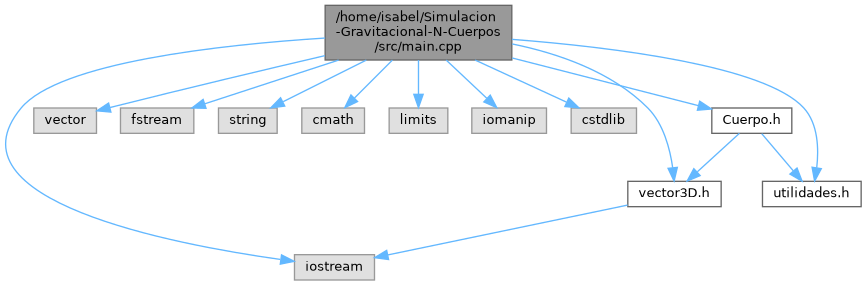 /home/isabel/Simulacion
-Gravitacional-N-Cuerpos
/src/main.cpp
vector
fstream
string
cmath
limits
iomanip
cstdlib
Cuerpo.h
vector3D.h
utilidades.h
iostream